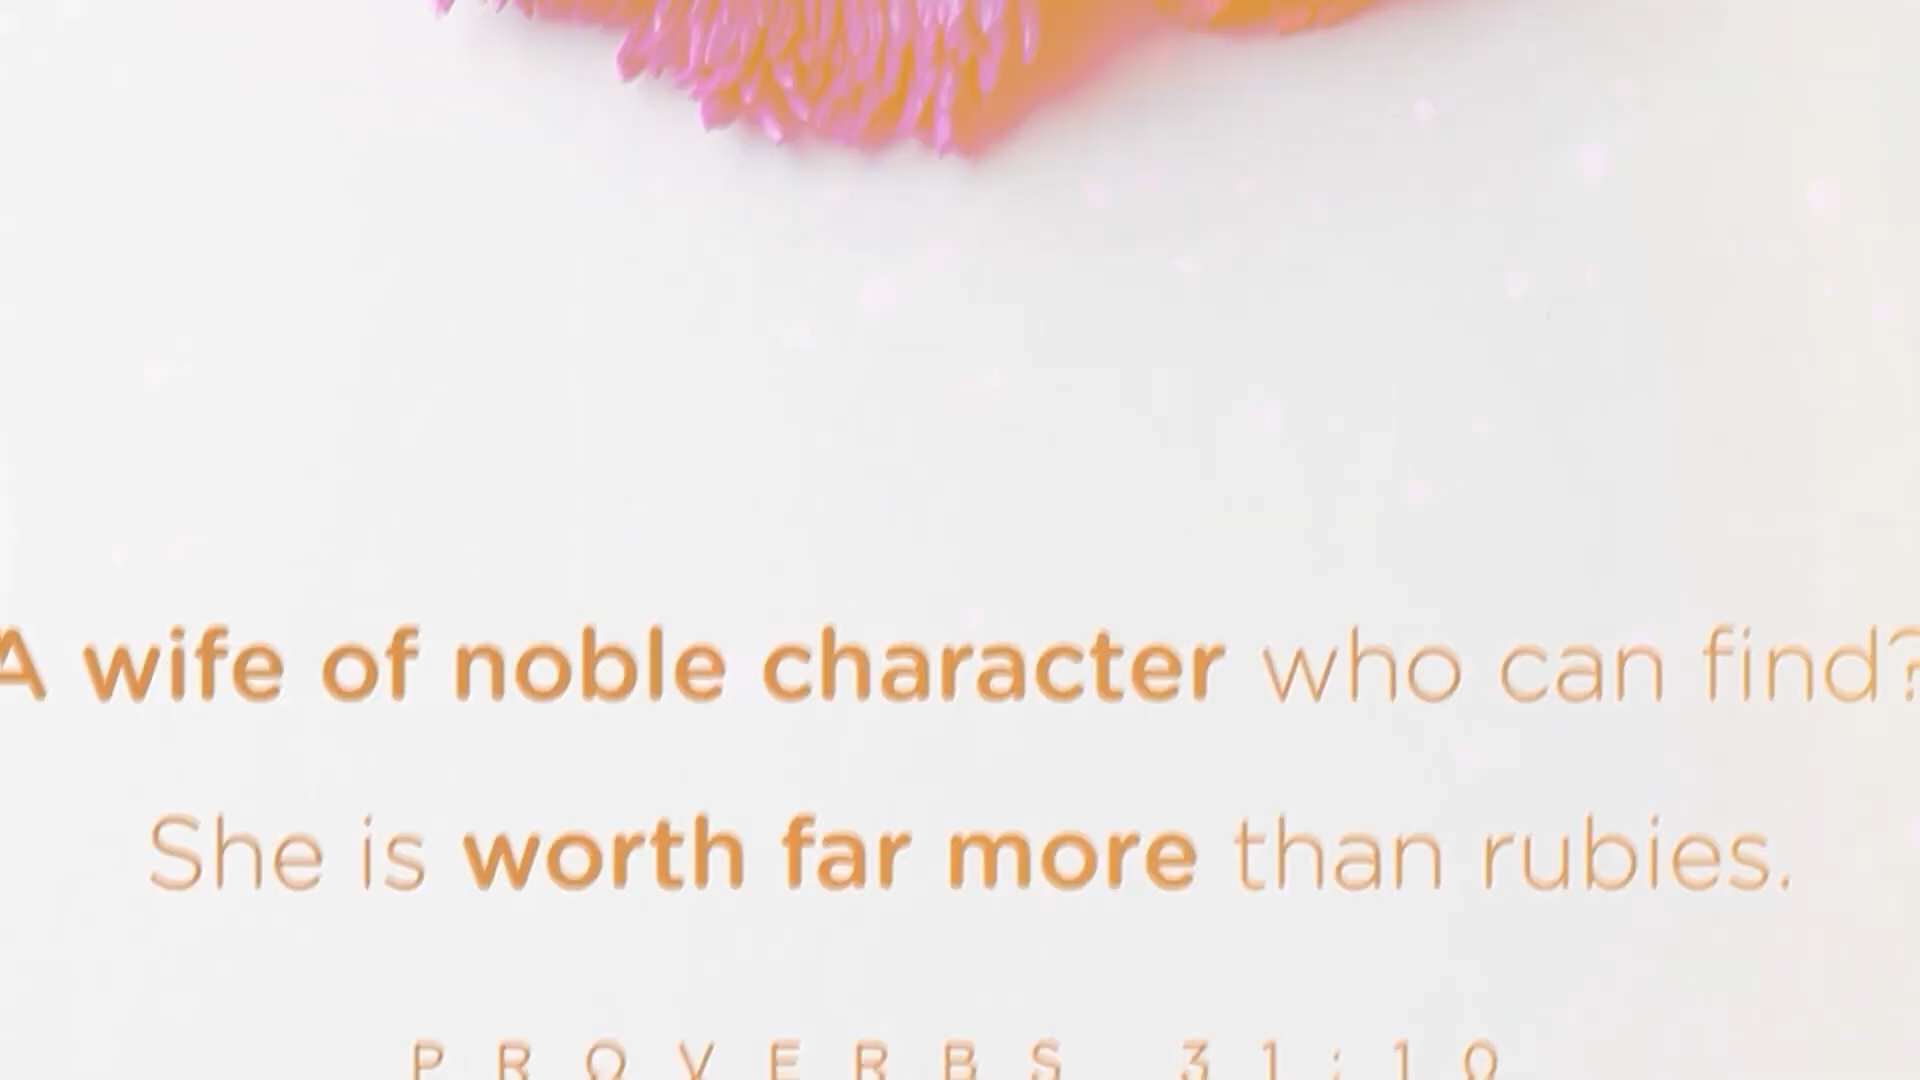 A wife of noble character who can find?
She is worth far more than rubies.
PROVERBS 31:10